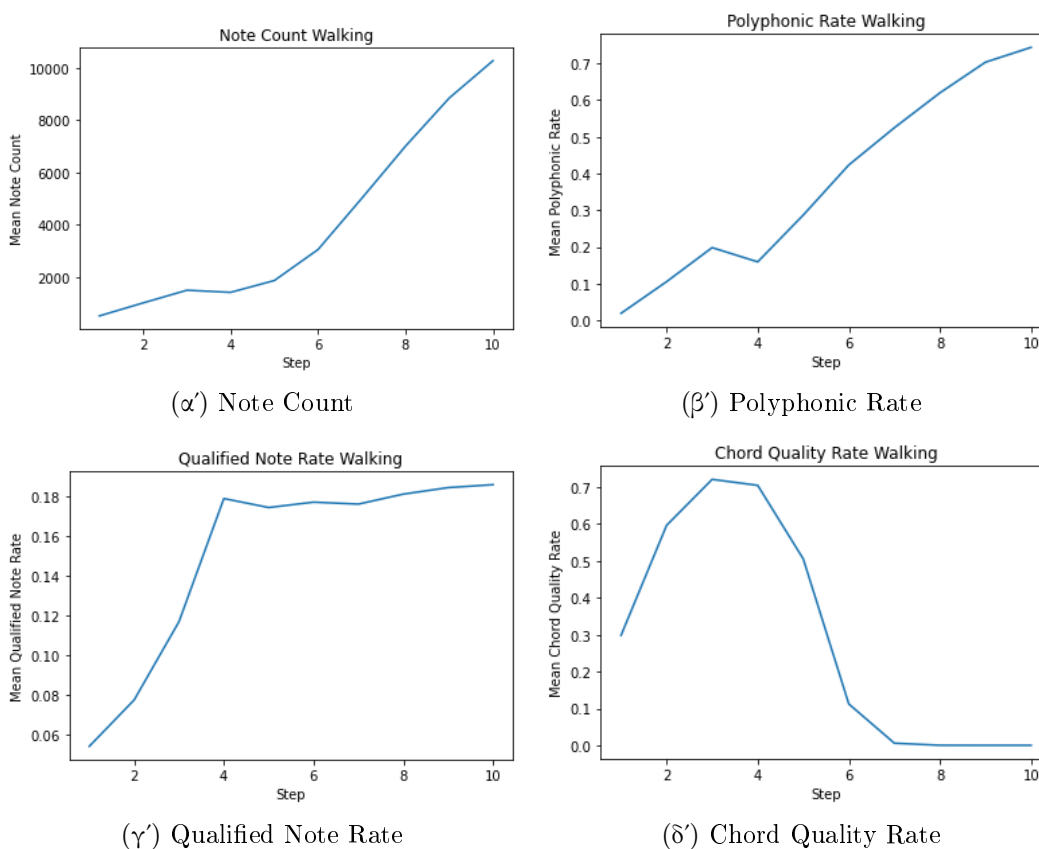 Note Count Walking
Mean Note Count
10000
8000
6000
4000
2000
2 4 6 8 10
Step
(α΄) Note Count
Polyphonic Rate Walking
Mean Polyphonic Rate
0.7
0.6
0.5
0.4
0.3
0.2
0.1
0.0
2 4 6 8 10
Step
(β΄) Polyphonic Rate
Qualified Note Rate Walking
Mean Qualified Note Rate
0.18
0.16
0.14
0.12
0.10
0.08
0.06
2 4 6 8 10
Step
(γ΄) Qualified Note Rate
Chord Quality Rate Walking
Mean Chord Quality Rate
0.7
0.6
0.5
0.4
0.3
0.2
0.1
0.0
2 4 6 8 10
Step
(δ΄) Chord Quality Rate